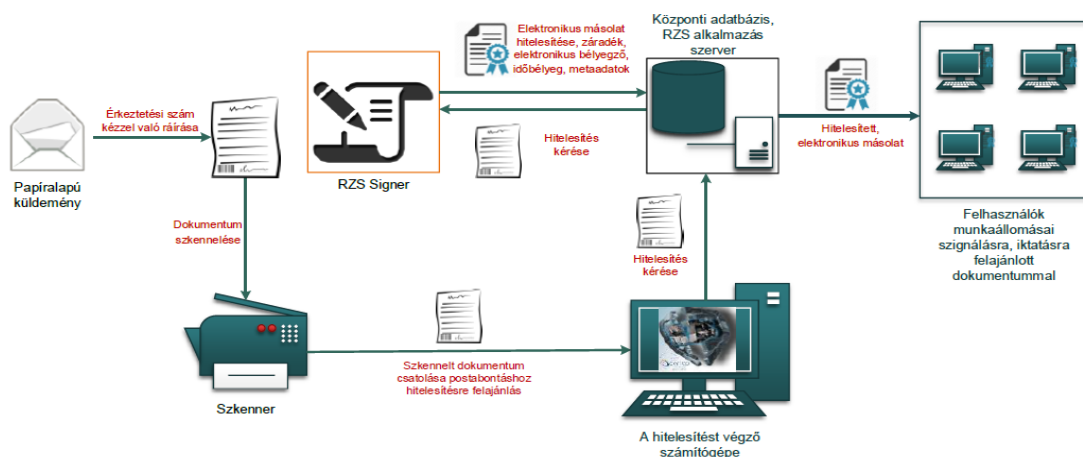 Papíralapú
küldemény
Érkeztetési szám
kézzel való ráírása
Dokumentum
szkennelése
Szkenner
Szkennelt dokumentum
csatolása postabontáshoz
hitelesítésre felajánlás
A hitelesítést végző
számítógépe
Hitelesítés
kérése
Központi adatbázis,
RZS alkalmazás
szerver
Hitelesítés
kérése
RZS Signer
Elektronikus másolat
hitelesítése, záradék,
elektronikus bélyegző,
időbélyeg, metaadatok
Hitelesített,
elektronikus másolat
Felhasználók
munkaállomásai
szignálásra, iktatásra
felajánlott
dokumentummal